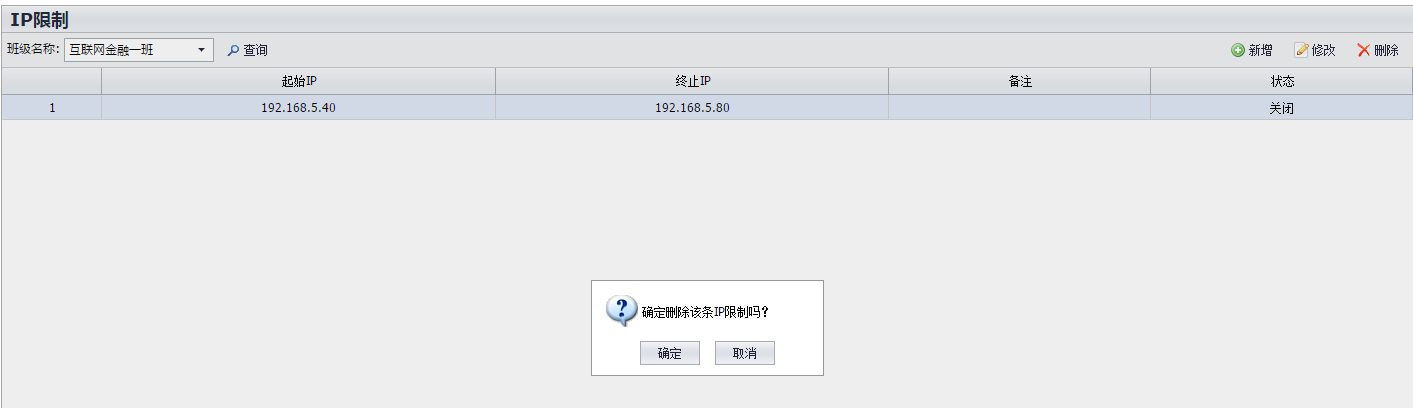 IP限制
班级名称: 互联网金融一班 查询 新增 修改 删除
起始IP 终止IP 备注 状态
1 192.168.5.40 192.168.5.80 关闭
确定删除该条IP限制吗?
确定 取消